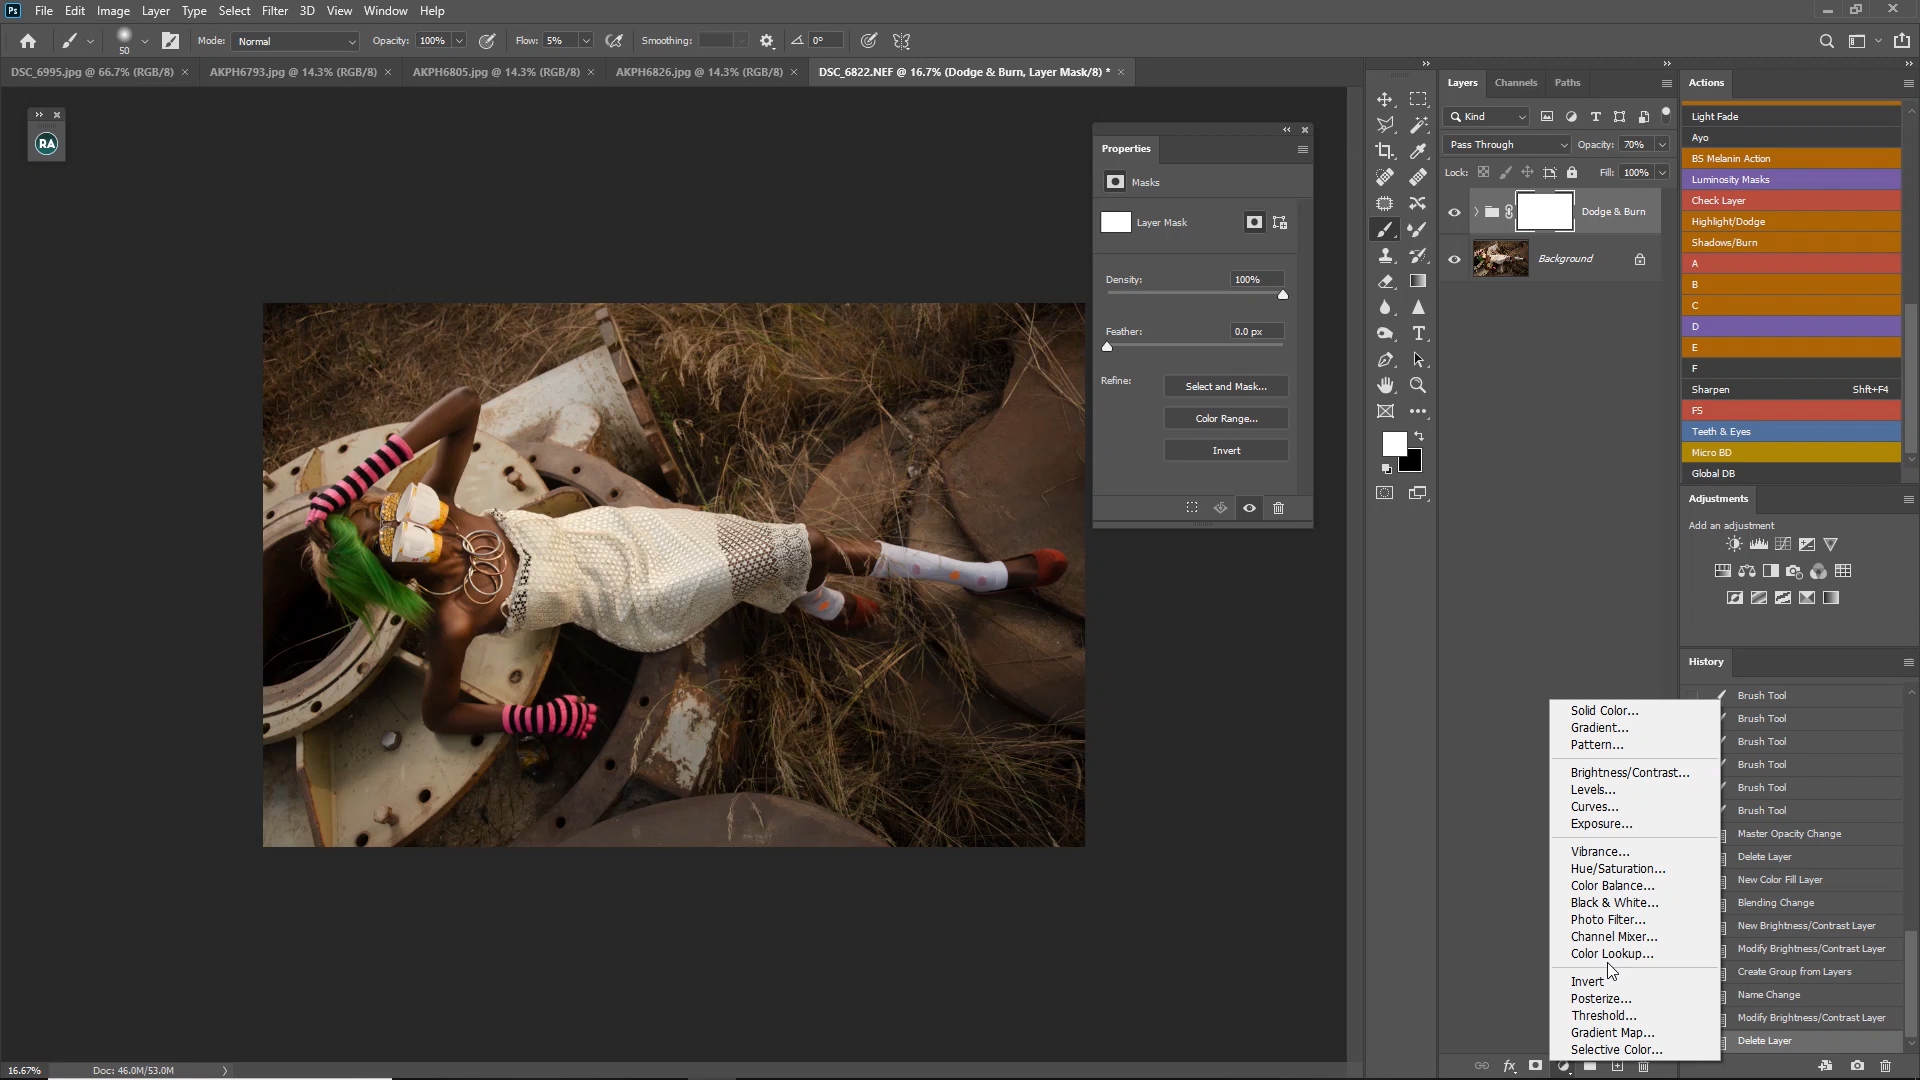 Ps File Edit Image Layer Type Select Filter 3D View Window Help
50 Mode: Normal Opacity: 100% Flow: 5% Smoothing: 0°
DSC_6995.jpg @ 66.7% (RGB/8) × AKPH6793.jpg @ 14.3% (RGB/8) × AKPH6805.jpg @ 14.3% (RGB/8) × AKPH6826.jpg @ 14.3% (RGB/8) × DSC_6822.NEF @ 16.7% (Dodge & Burn, Layer Mask/8) * ×
RA
Properties
Masks
Layer Mask
Density: 100%
Feather: 0.0 px
Refine: Select and Mask...
Color Range...
Invert
Layers Channels Paths
Kind
Pass Through Opacity: 70%
Lock: Fill: 100%
Dodge & Burn
Background
Actions
Light Fade
Ayo
BS Melanin Action
Luminosity Masks
Check Layer
Highlight/Dodge
Shadows/Burn
A
B
C
D
E
F
Sharpen Shft+F4
FS
Teeth & Eyes
Micro BD
Global DB
Adjustments
Add an adjustment
History
Brush Tool
Brush Tool
Brush Tool
Brush Tool
Brush Tool
Brush Tool
Master Opacity Change
Delete Layer
New Color Fill Layer
Blending Change
New Brightness/Contrast Layer
Modify Brightness/Contrast Layer
Create Group from Layers
Name Change
Modify Brightness/Contrast Layer
Delete Layer
Solid Color...
Gradient...
Pattern...
Brightness/Contrast...
Levels...
Curves...
Exposure...
Vibrance...
Hue/Saturation...
Color Balance...
Black & White...
Photo Filter...
Channel Mixer...
Color Lookup...
Invert
Posterize...
Threshold...
Gradient Map...
Selective Color...
16.67% Doc: 46.0M/53.0M
fx